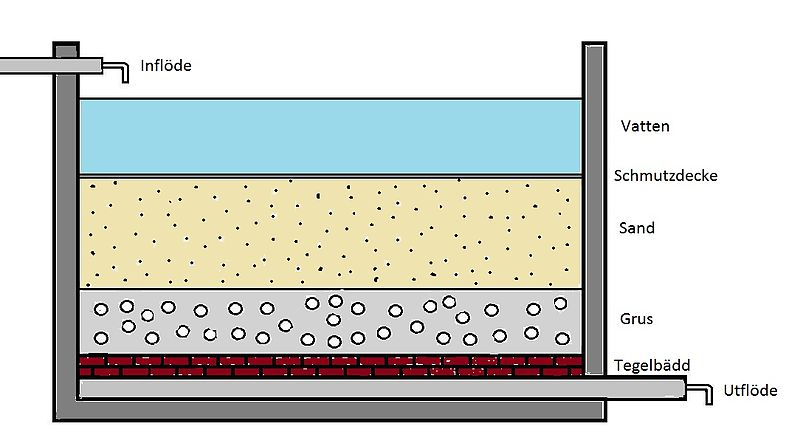 Inflöde
Vatten
Schmutzdecke
Sand
Grus
Tegelbädd
Utflöde